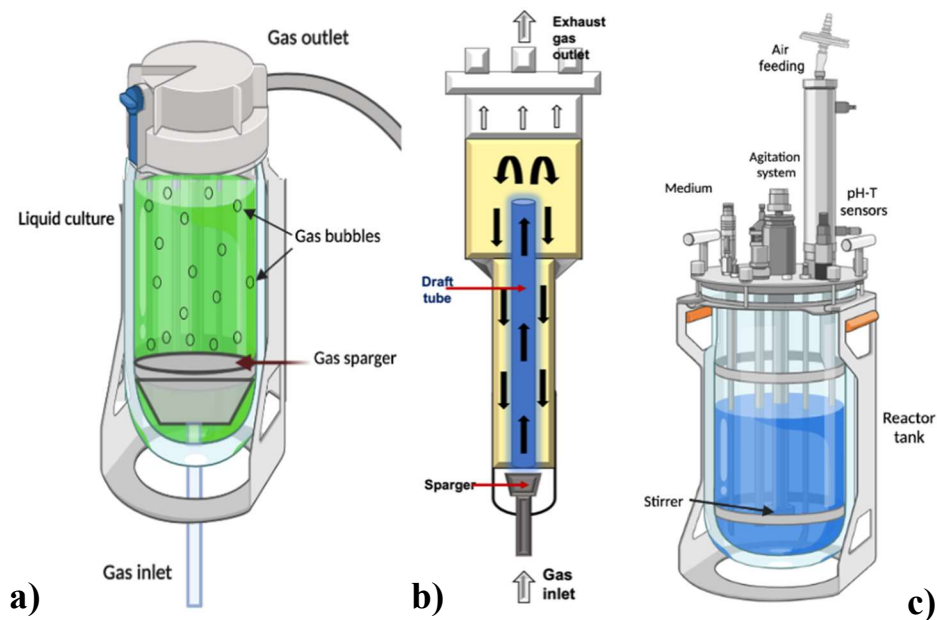 Gas outlet
Liquid culture
Gas bubbles
Gas sparger
Gas inlet
a)
Exhaust
gas
outlet
Draft
tube
Sparger
Gas
inlet
b)
Air
feeding
Agitation
system
Medium
pH-T
sensors
Reactor
tank
Stirrer
c)